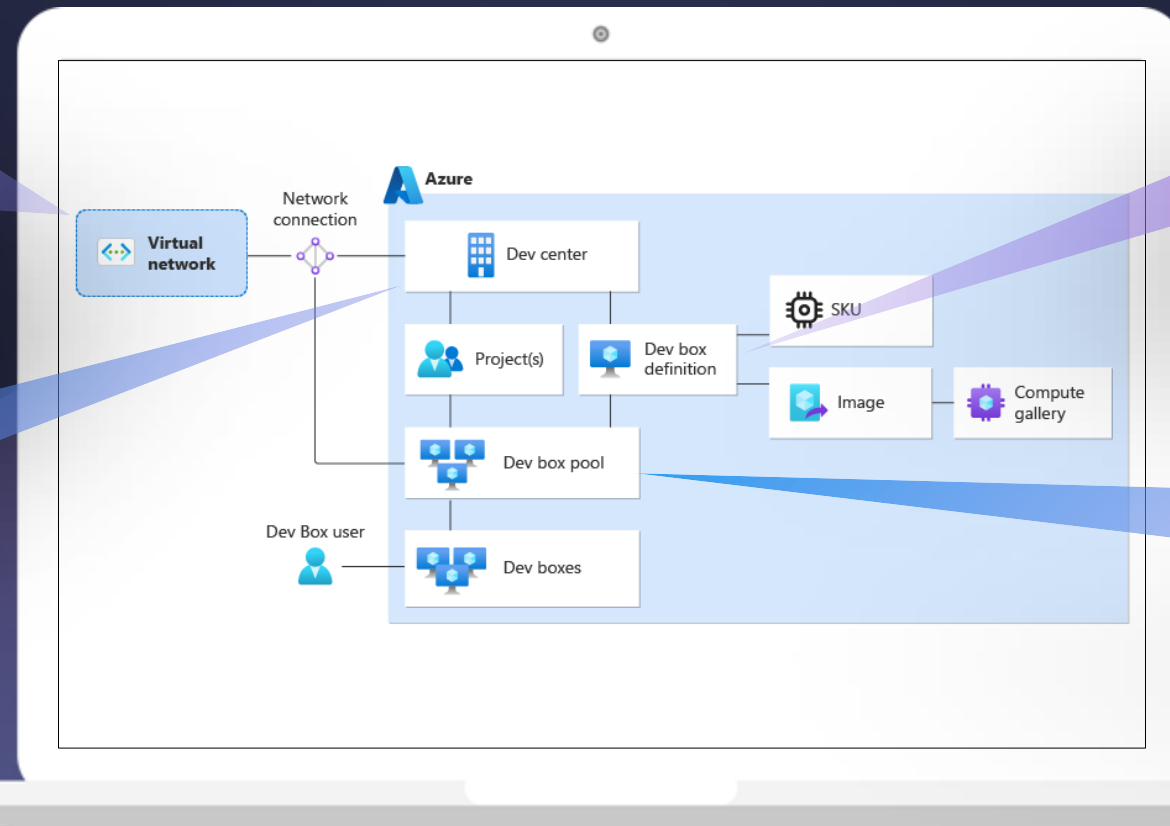 Azure
Network
connection
Virtual
network
Dev center
SKU
Project(s)
Dev box
definition
Image
Compute
gallery
Dev box pool
Dev Box user
Dev boxes